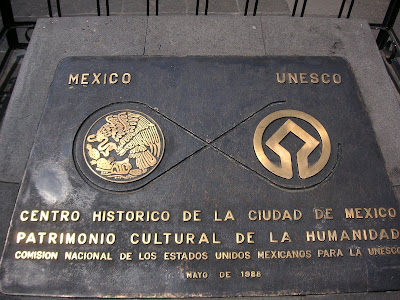 MEXICO UNESCO
CENTRO HISTORICO DE LA CIUDAD DE MEXICO
PATRIMONIO CULTURAL DE LA HUMANIDAD
COMISION NACIONAL DE LOS ESTADOS UNIDOS MEXICANOS PARA LA UNESCO
MAYO DE 1988